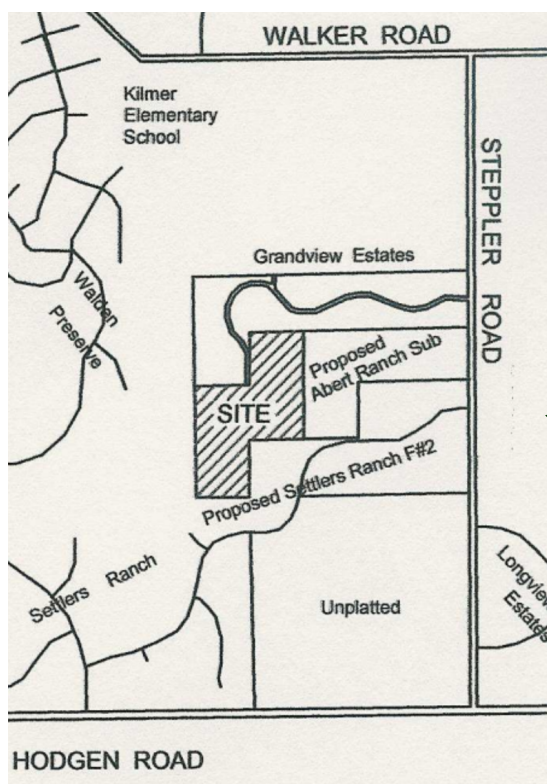 WALKER ROAD
Kilmer
Elementary
School
STEPPLER ROAD
Grandview Estates
Waldan
Preserve
Proposed
Abert Ranch Sub
SITE
Proposed Settlers Ranch F#2
Settlers Ranch
Unplatted
Longview
Estates
HODGEN ROAD